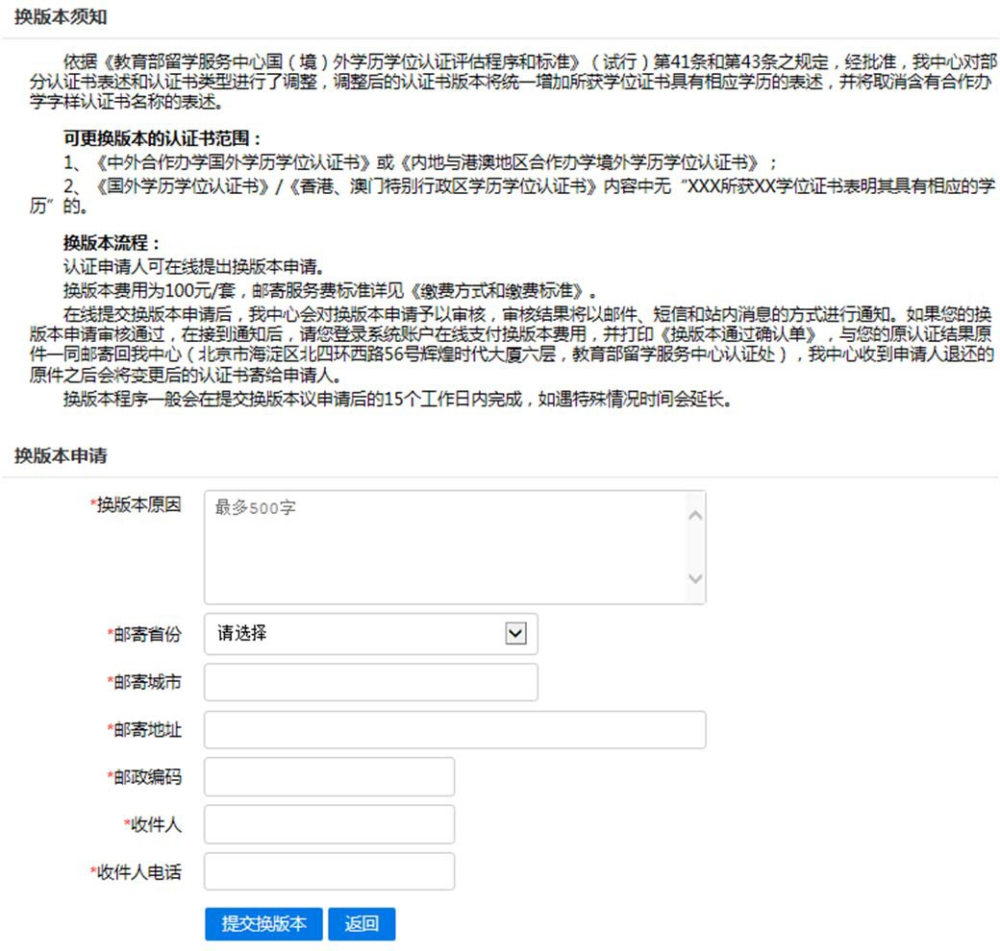 换版本须知
依据《教育部留学服务中心国（境）外学历学位认证评估程序和标准》（试行）第41条和第43条之规定，经批准，我中心对部
分认证书表述和认证书类型进行了调整，调整后的认证书版本将统一增加所获学位证书具有相应学历的表述，并将取消含有合作办
学字样认证书名称的表述。
可更换版本的认证书范围：
1、《中外合作办学国外学历学位认证书》或《内地与港澳地区合作办学境外学历学位认证书》；
2、《国外学历学位认证书》/《香港、澳门特别行政区学历学位认证书》内容中无“XXX所获XX学位证书表明其具有相应的学
历”的。
换版本流程：
认证申请人可在线提出换版本申请。
换版本费用为100元/套，邮寄服务费标准详见《缴费方式和缴费标准》。
在线提交换版本申请后，我中心会对换版本申请予以审核，审核结果将以邮件、短信和站内消息的方式进行通知。如果您的换
版本申请审核通过，在接到通知后，请您登录系统账户在线支付换版本费用，并打印《换版本通过确认单》，与您的原认证结果原
件一同邮寄回我中心（北京市海淀区北四环西路56号辉煌时代大厦六层，教育部留学服务中心认证处），我中心收到申请人退还的
原件之后会将变更后的认证书寄给申请人。
换版本程序一般会在提交换版本议申请后的15个工作日内完成，如遇特殊情况时间会延长。
换版本申请
*换版本原因
最多500字
*邮寄省份
请选择
*邮寄城市
*邮寄地址
*邮政编码
*收件人
*收件人电话
提交换版本
返回